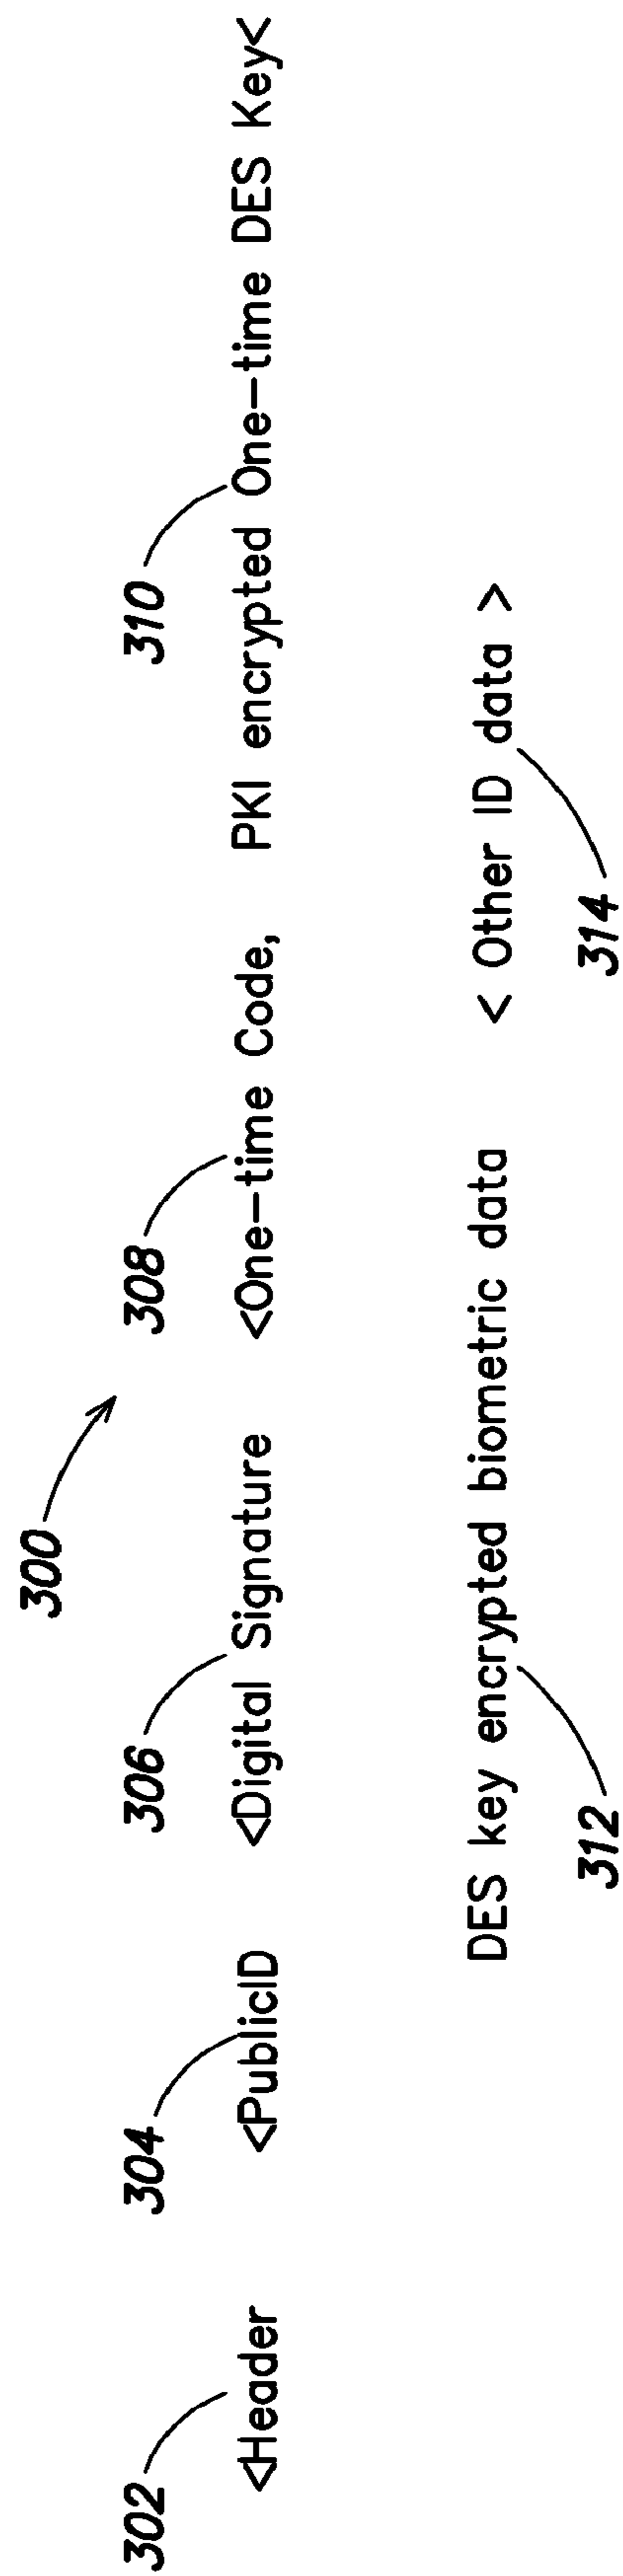 300
302 304 306 308 310
<Header <PublicID <Digital Signature <One-time Code, PKI encrypted One-time DES Key<
DES key encrypted biometric data < Other ID data >
312 314